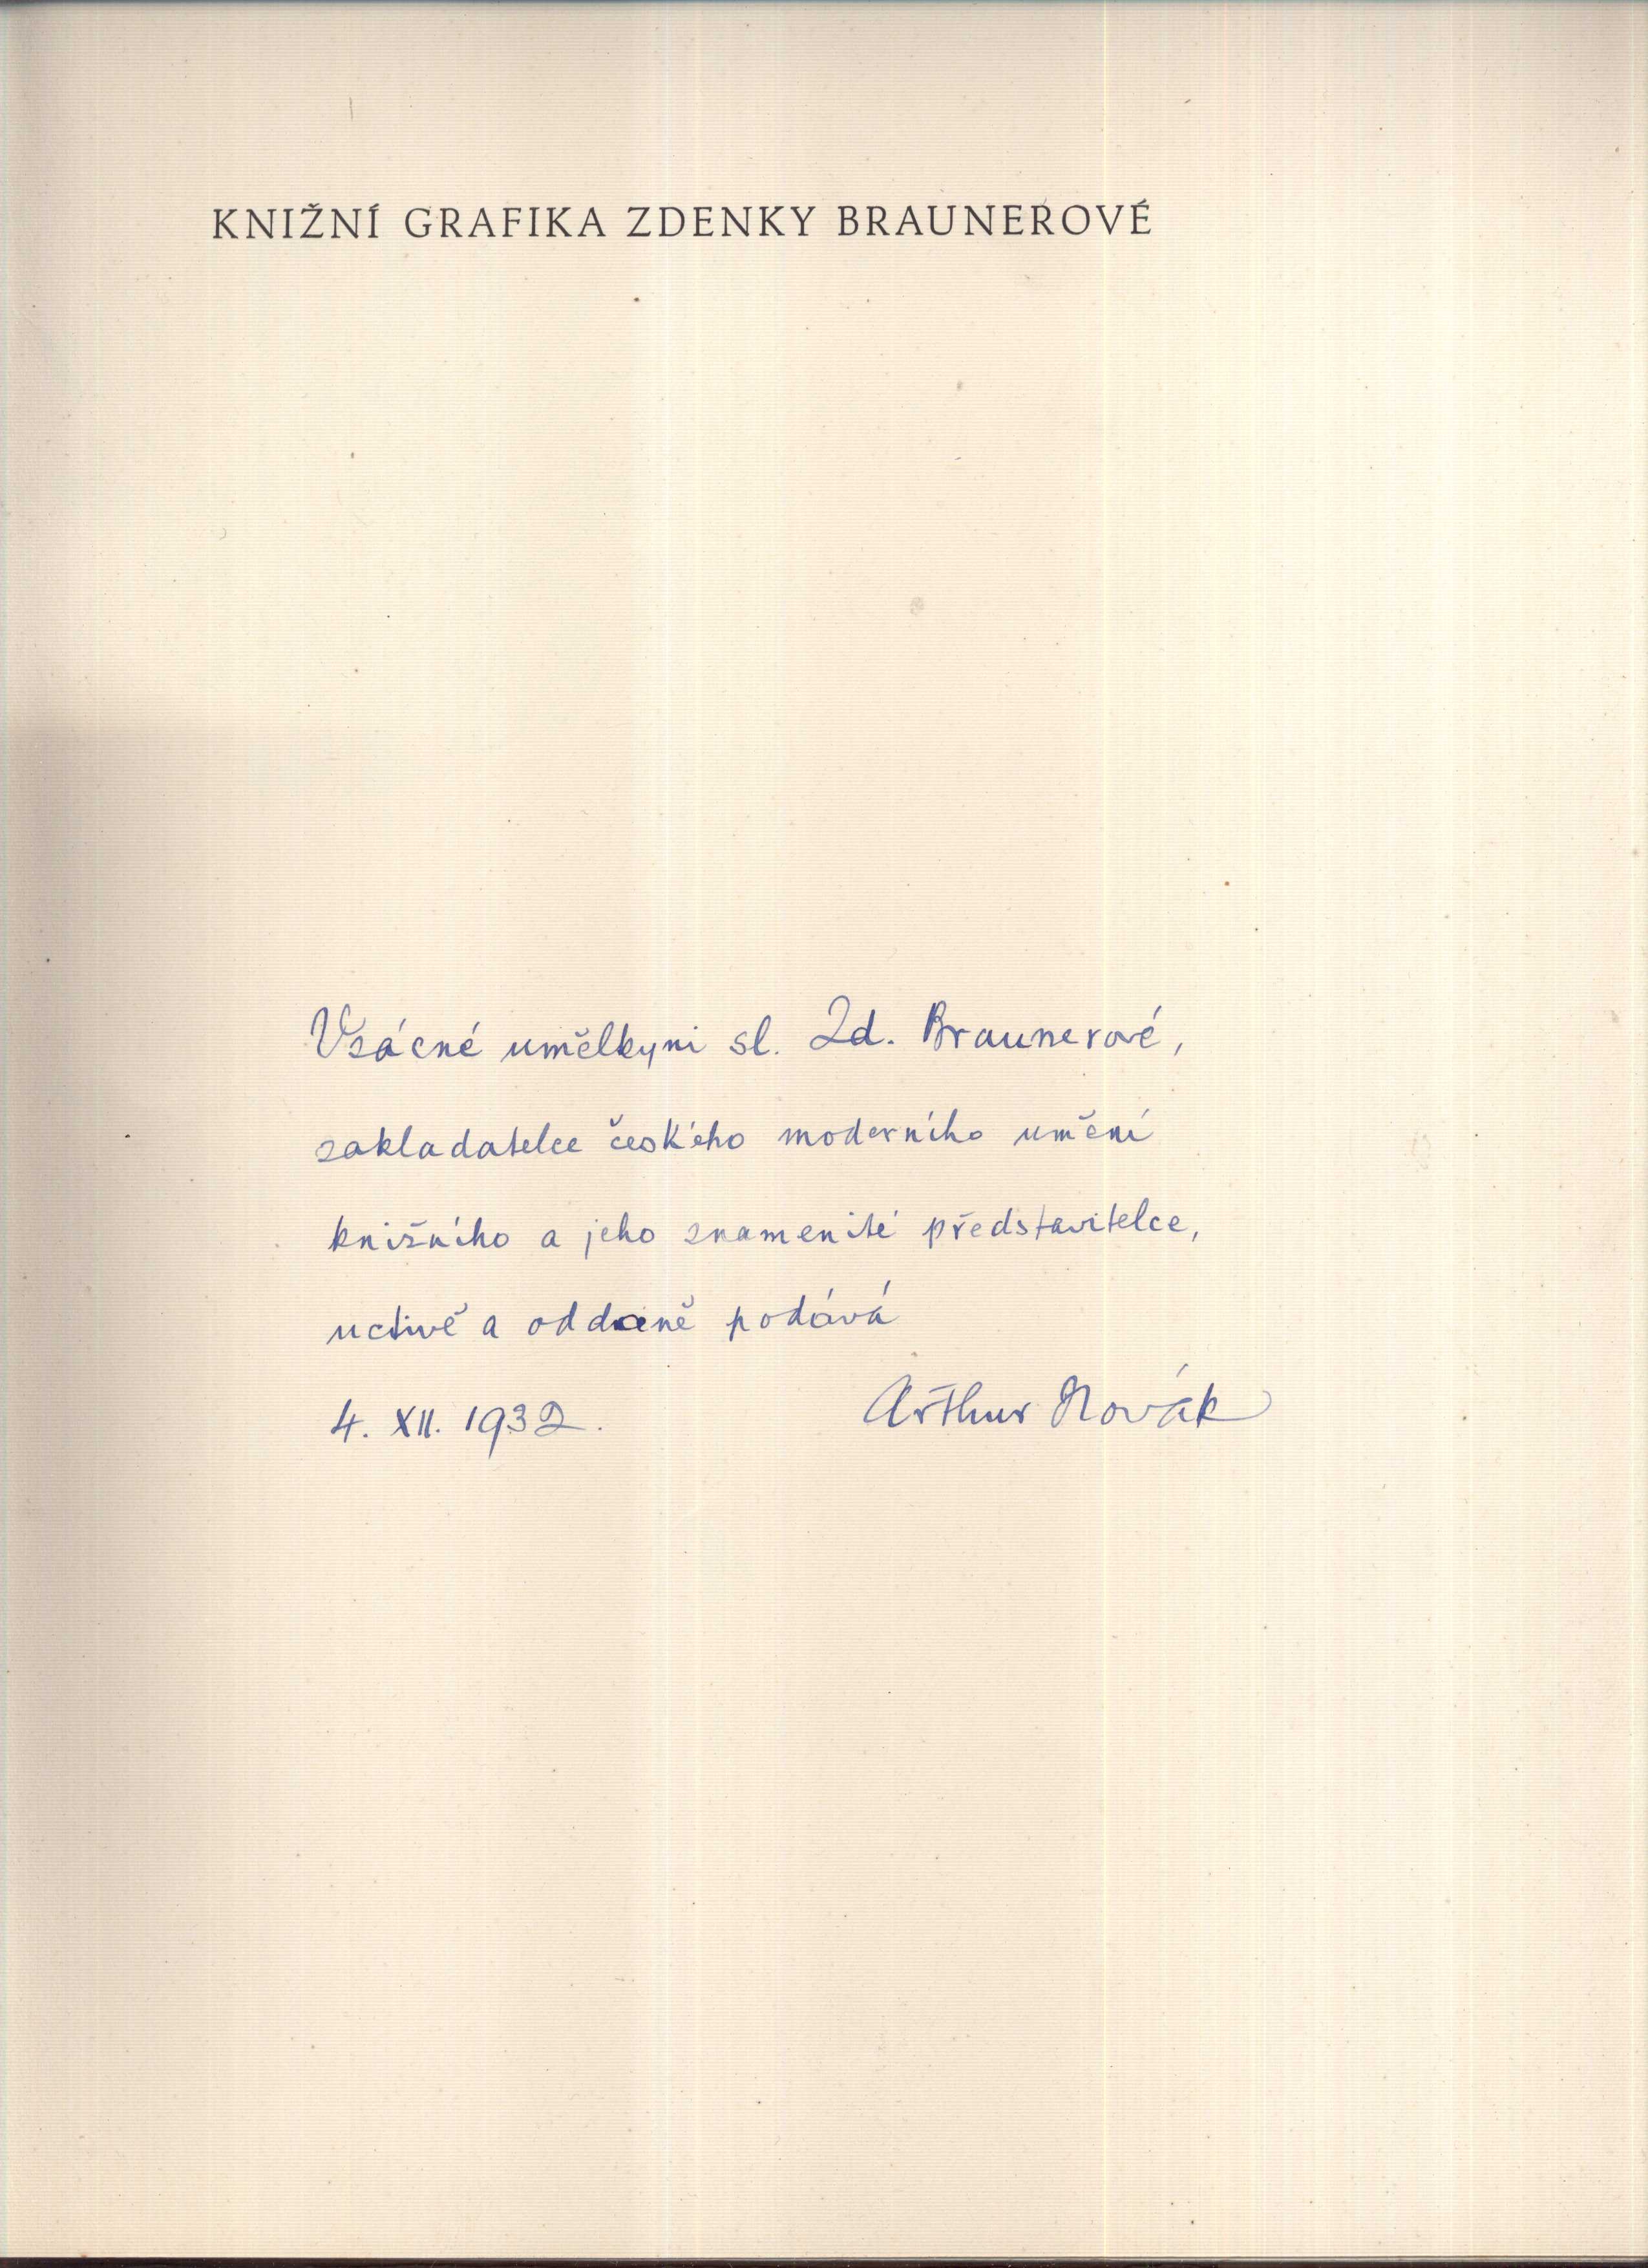 KNIŽNÍ GRAFIKA ZDENKY BRAUNEROVÉ
Vzácné umělkyni sl. Zd. Braunerové,
zakladatelce českého moderního umění
knižního a jeho znamenité představitelce,
uctivě a oddaně podává
4. XII. 1932.
Arthur Novák